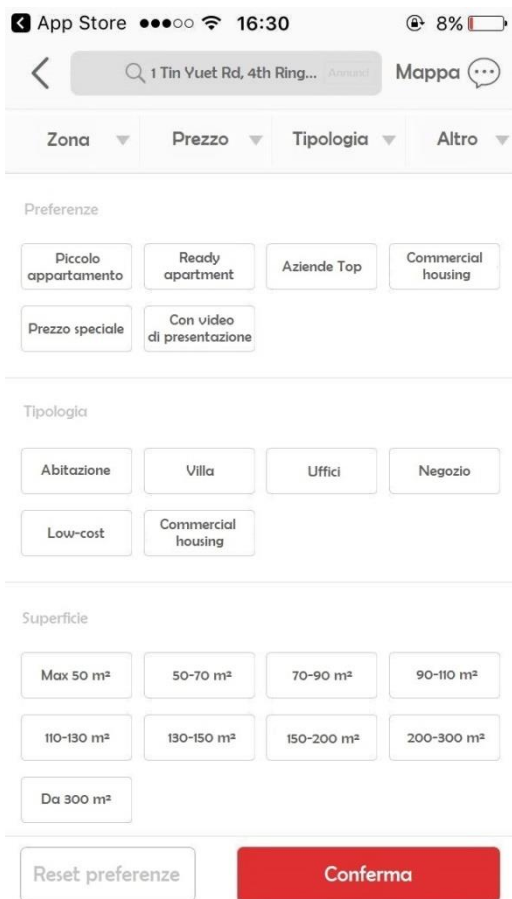 App Store 16:30 8%
1 Tin Yuet Rd, 4th Ring... Annunci Mappa
Zona Prezzo Tipologia Altro
Preferenze
Piccolo
appartamento
Ready
apartment
Aziende Top
Commercial
housing
Prezzo speciale
Con video
di presentazione
Tipologia
Abitazione
Villa
Uffici
Negozio
Low-cost
Commercial
housing
Superficie
Max 50 m²
50-70 m²
70-90 m²
90-110 m²
110-130 m²
130-150 m²
150-200 m²
200-300 m²
Da 300 m²
Reset preferenze
Conferma